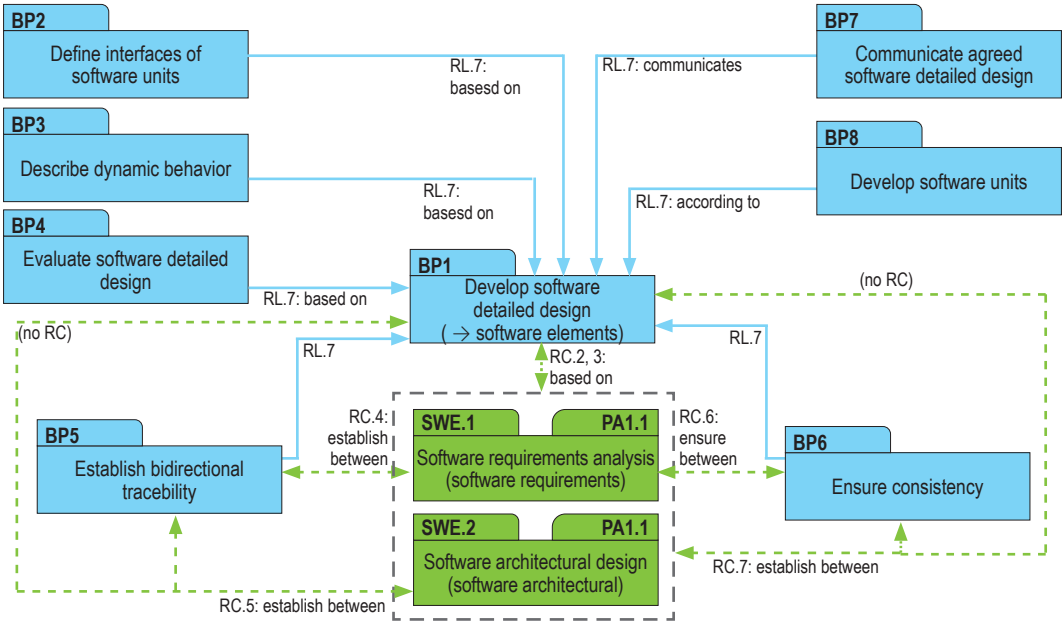 BP2
Define interfaces of
software units
BP7
Communicate agreed
software detailed design
RL.7:
basesd on
RL.7: communicates
BP3
Describe dynamic behavior
BP8
Develop software units
RL.7:
basesd on
RL.7: according to
BP4
Evaluate software detailed
design
RL.7: based on
BP1
Develop software
detailed design
( → software elements)
(no RC)
(no RC)
RL.7
RL.7
RC.2, 3:
based on
BP5
Establish bidirectional
tracebility
RC.4:
establish
between
SWE.1
PA1.1
Software requirements analysis
(software requirements)
RC.6:
ensure
between
BP6
Ensure consistency
SWE.2
PA1.1
Software architectural design
(software architectural)
RC.7: establish between
RC.5: establish between